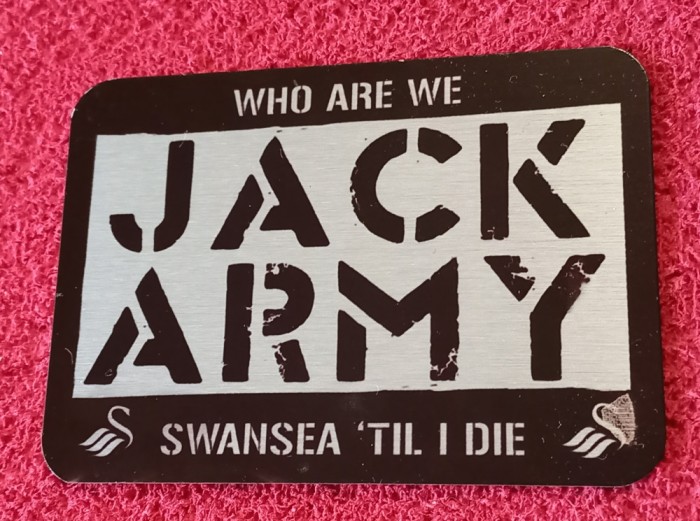 WHO ARE WE
JACK
ARMY
SWANSEA 'TIL I DIE